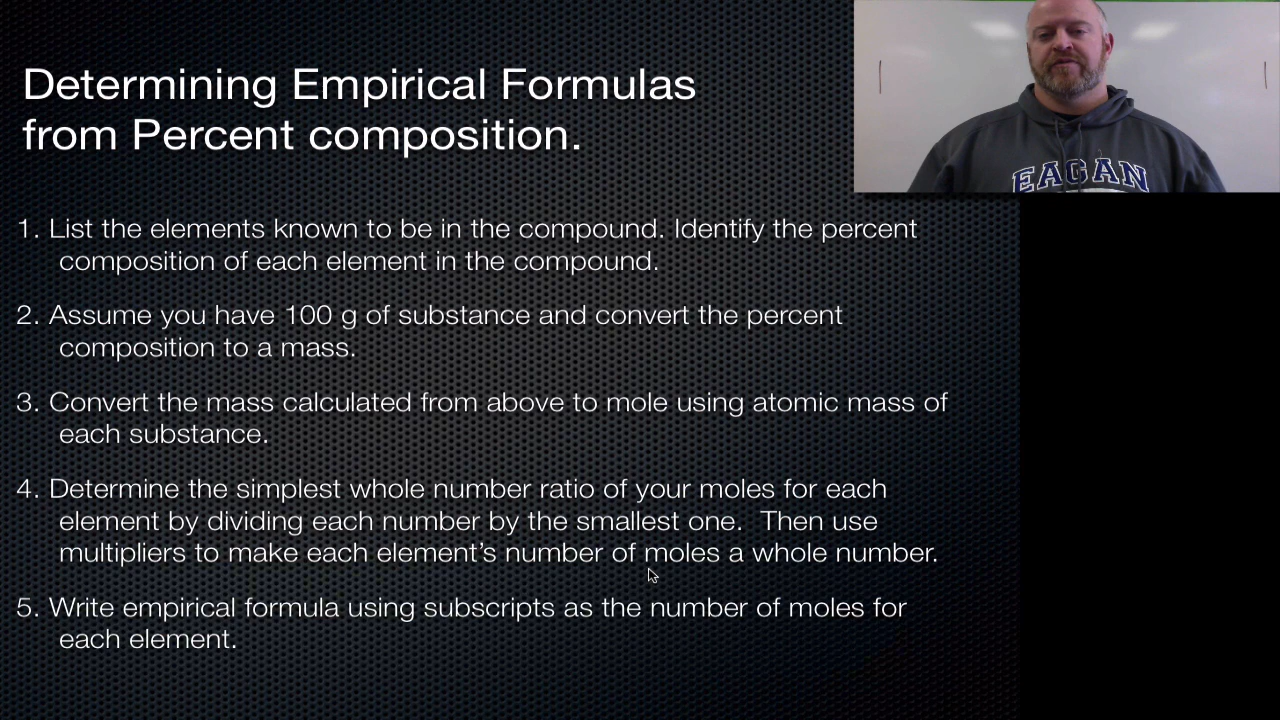 Determining Empirical Formulas
from Percent composition.
EAGAN
1. List the elements known to be in the compound. Identify the percent
composition of each element in the compound.
2. Assume you have 100 g of substance and convert the percent
composition to a mass.
3. Convert the mass calculated from above to mole using atomic mass of
each substance.
4. Determine the simplest whole number ratio of your moles for each
element by dividing each number by the smallest one.  Then use
multipliers to make each element's number of moles a whole number.
5. Write empirical formula using subscripts as the number of moles for
each element.